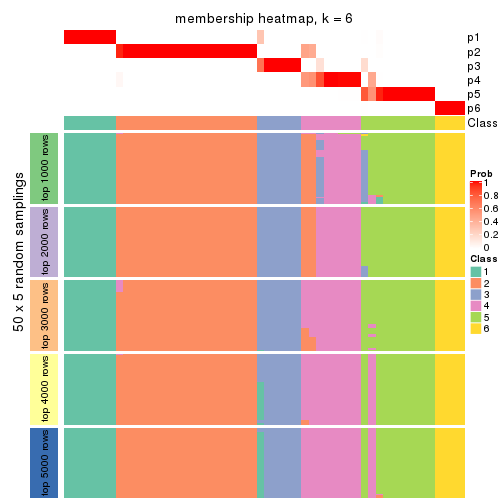 membership heatmap, k = 6
p1
p2
p3
p4
p5
p6
Class
50 x 5 random samplings
top 1000 rows
top 2000 rows
top 3000 rows
top 4000 rows
top 5000 rows
Prob
1
0.8
0.6
0.4
0.2
0
Class
1
2
3
4
5
6